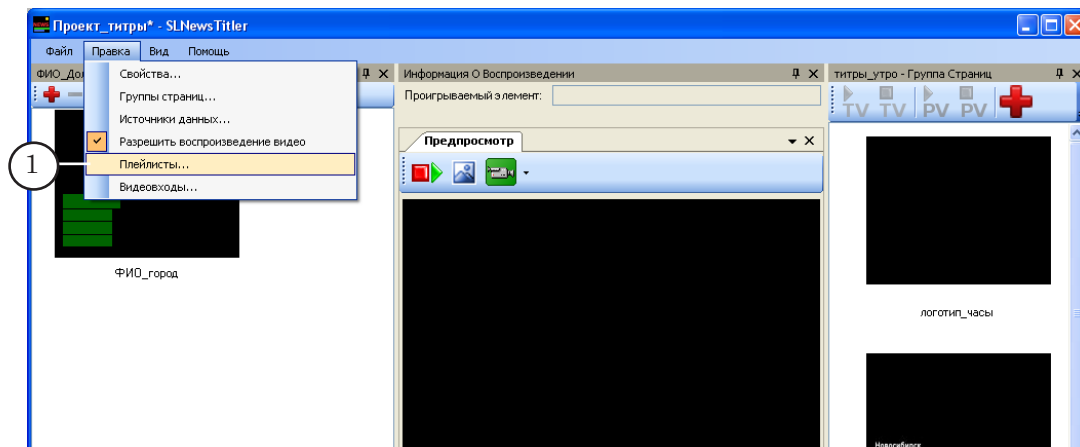 Проект_титры* - SLNewsTitler
Файл Правка Вид Помощь
ФИО_До
Свойства...
Группы страниц...
Источники данных...
Разрешить воспроизведение видео
Плейлисты...
Видеовходы...
1
ФИО_город
Информация О Воспроизведении
Проигрываемый элемент:
Предпросмотр
титры_утро - Группа Страниц
TV TV PV PV
логотип_часы
Новосибирск